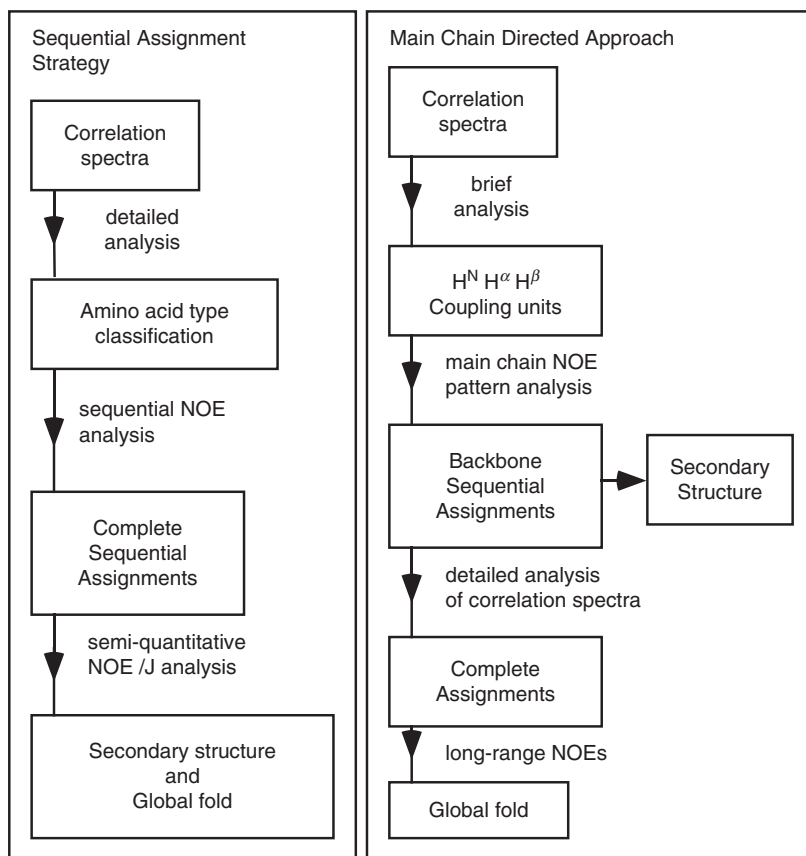 Sequential Assignment
Strategy
Correlation
spectra
detailed
analysis
Amino acid type
classification
sequential NOE
analysis
Complete
Sequential
Assignments
semi-quantitative
NOE /J analysis
Secondary structure
and
Global fold
Main Chain Directed Approach
Correlation
spectra
brief
analysis
Hᴺ Hᵅ Hᵝ
Coupling units
main chain NOE
pattern analysis
Backbone
Sequential
Assignments
Secondary
Structure
detailed analysis
of correlation spectra
Complete
Assignments
long-range NOEs
Global fold